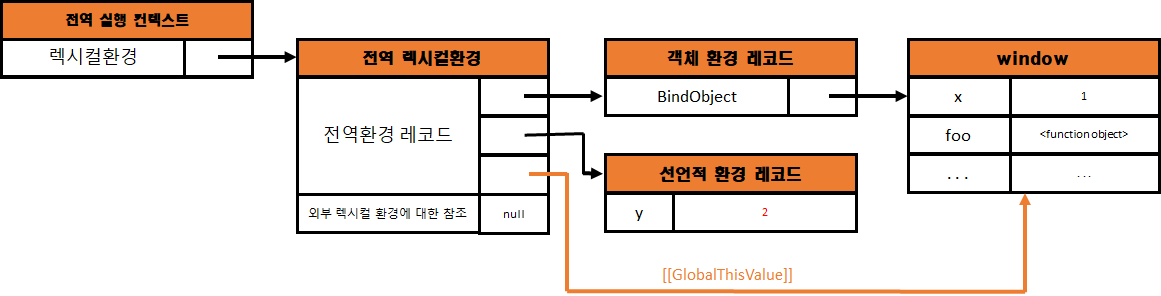 전역 실행 컨텍스트
렉시컬환경
전역 렉시컬환경
전역환경 레코드
외부 렉시컬 환경에 대한 참조
null
객체 환경 레코드
BindObject
선언적 환경 레코드
y
2
window
x
1
foo
<function object>
...
...
[[GlobalThisValue]]